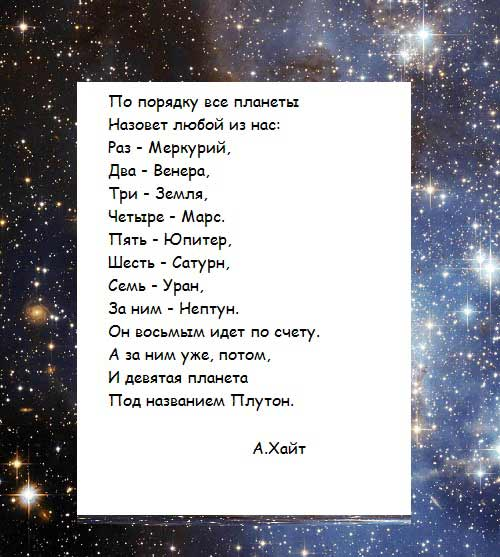 По порядку все планеты
Назовет любой из нас:
Раз - Меркурий,
Два - Венера,
Три - Земля,
Четыре - Марс.
Пять - Юпитер,
Шесть - Сатурн,
Семь - Уран,
За ним - Нептун.
Он восьмым идет по счету.
А за ним уже, потом,
И девятая планета
Под названием Плутон.
А.Хайт